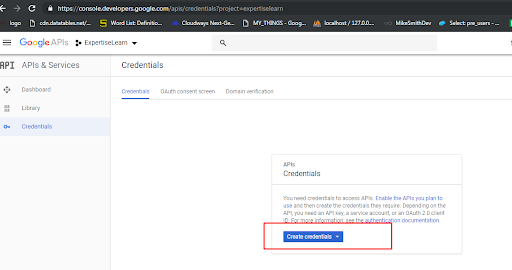 https://console.developers.google.com/apis/credentials?project=expertiselearn
logo cdn.datatables.net/ Word List: Definitio... Cloudways Next-Ge... MY_THINGS - Googl... localhost / 127.0.0... MikeSmithDev Select: pre_users - ...
Google APIs ExpertiseLearn
API APIs & Services Credentials
Credentials OAuth consent screen Domain verification
Dashboard
Library
Credentials
APIs
Credentials
You need credentials to access APIs. Enable the APIs you plan to
use and then create the credentials they require. Depending on the
API, you need an API key, a service account, or an OAuth 2.0 client
ID. For more information, see the authentication documentation.
Create credentials